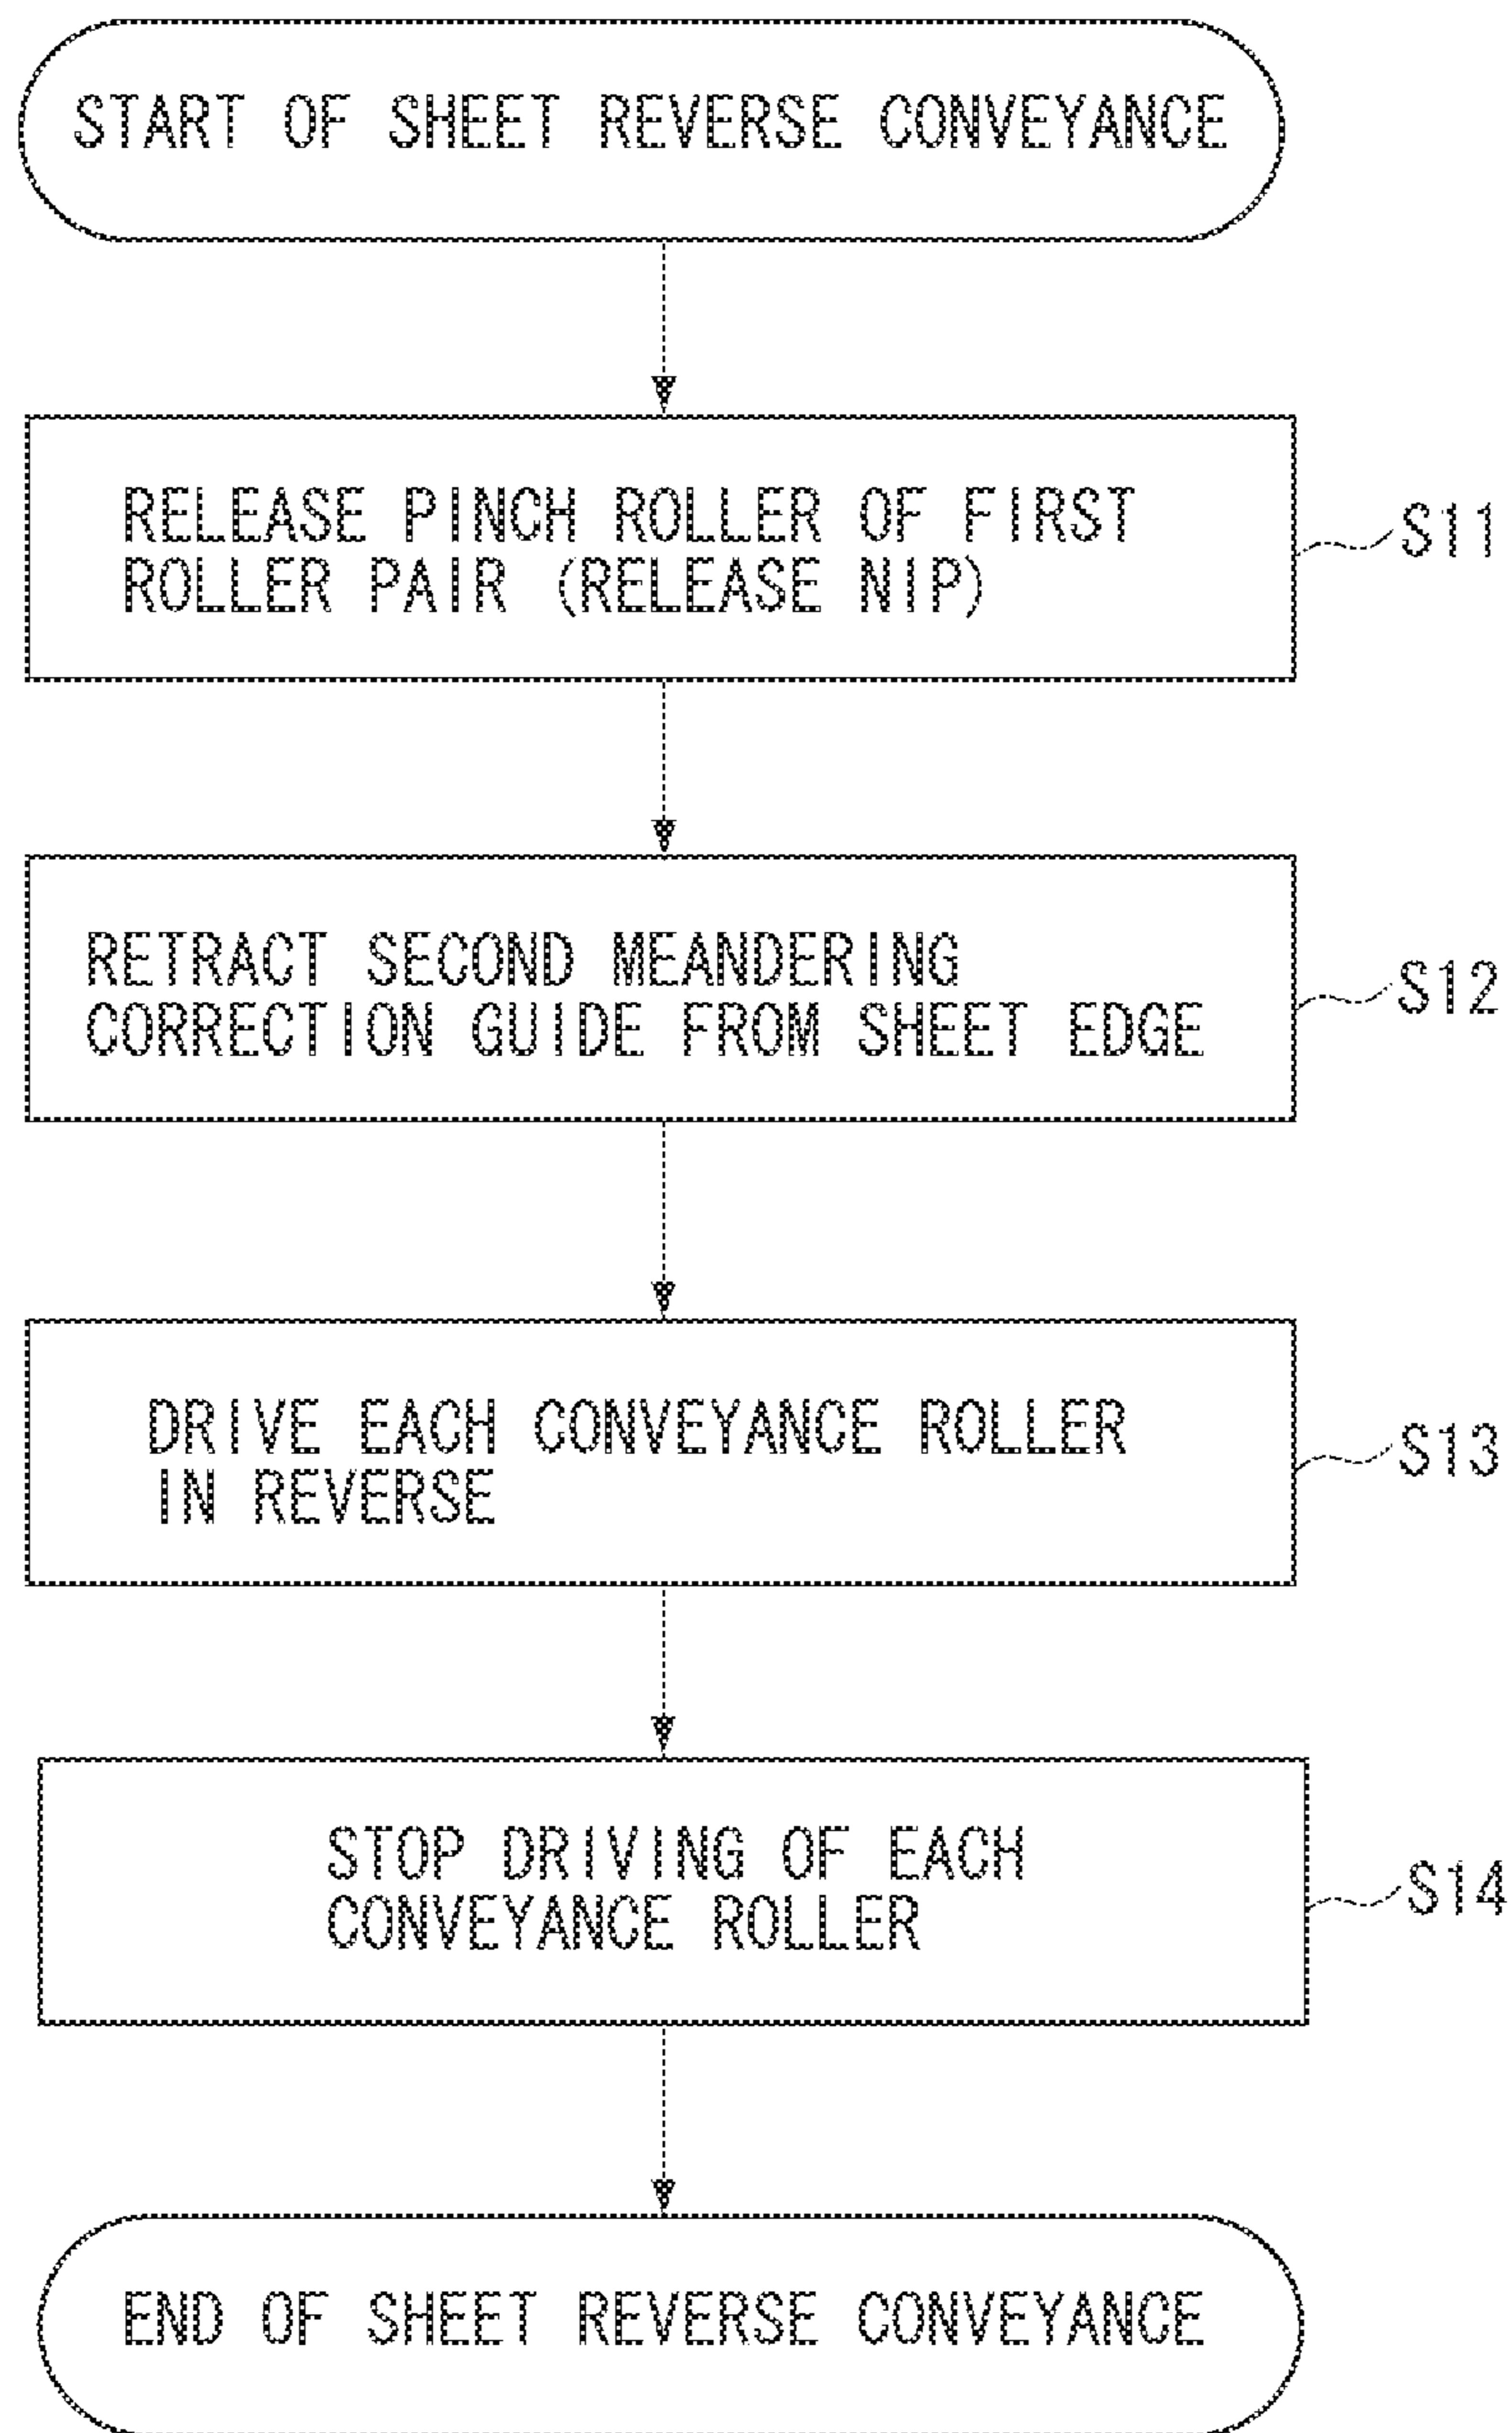 START OF SHEET REVERSE CONVEYANCE
RELEASE PINCH ROLLER OF FIRST
ROLLER PAIR (RELEASE NIP)
S11
RETRACT SECOND MEANDERING
CORRECTION GUIDE FROM SHEET EDGE
S12
DRIVE EACH CONVEYANCE ROLLER
IN REVERSE
S13
STOP DRIVING OF EACH
CONVEYANCE ROLLER
S14
END OF SHEET REVERSE CONVEYANCE